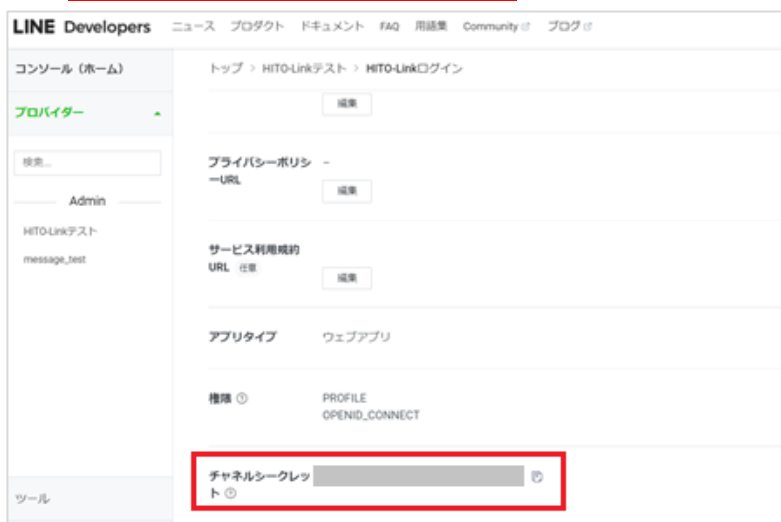 LINE Developers ニュース プロダクト ドキュメント FAQ 用語集 Community ブログ
コンソール（ホーム）
トップ > HITO-Linkテスト > HITO-Linkログイン
編集
プロバイダー
検索...
プライバシーポリシ –
ーURL
編集
Admin
HITO-Linkテスト
サービス利用規約
URL 任意
message_test
編集
アプリタイプ ウェブアプリ
権限 PROFILE
OPENID_CONNECT
チャネルシークレッ
ト
ツール